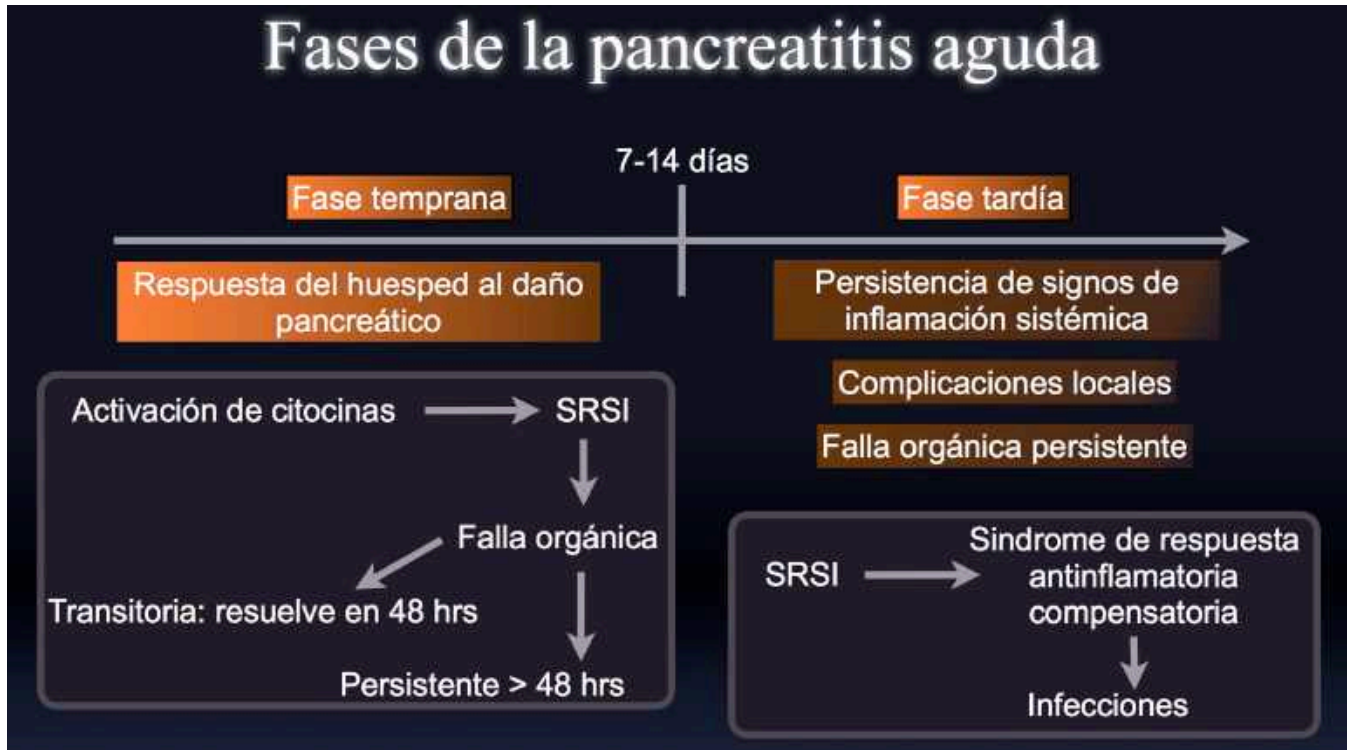 Fases de la pancreatitis aguda
7-14 días
Fase temprana
Fase tardía
Respuesta del huesped al daño
pancreático
Persistencia de signos de
inflamación sistémica
Complicaciones locales
Falla orgánica persistente
Activación de citocinas
SRSI
Falla orgánica
Transitoria: resuelve en 48 hrs
Persistente > 48 hrs
SRSI
Sindrome de respuesta
antinflamatoria
compensatoria
Infecciones